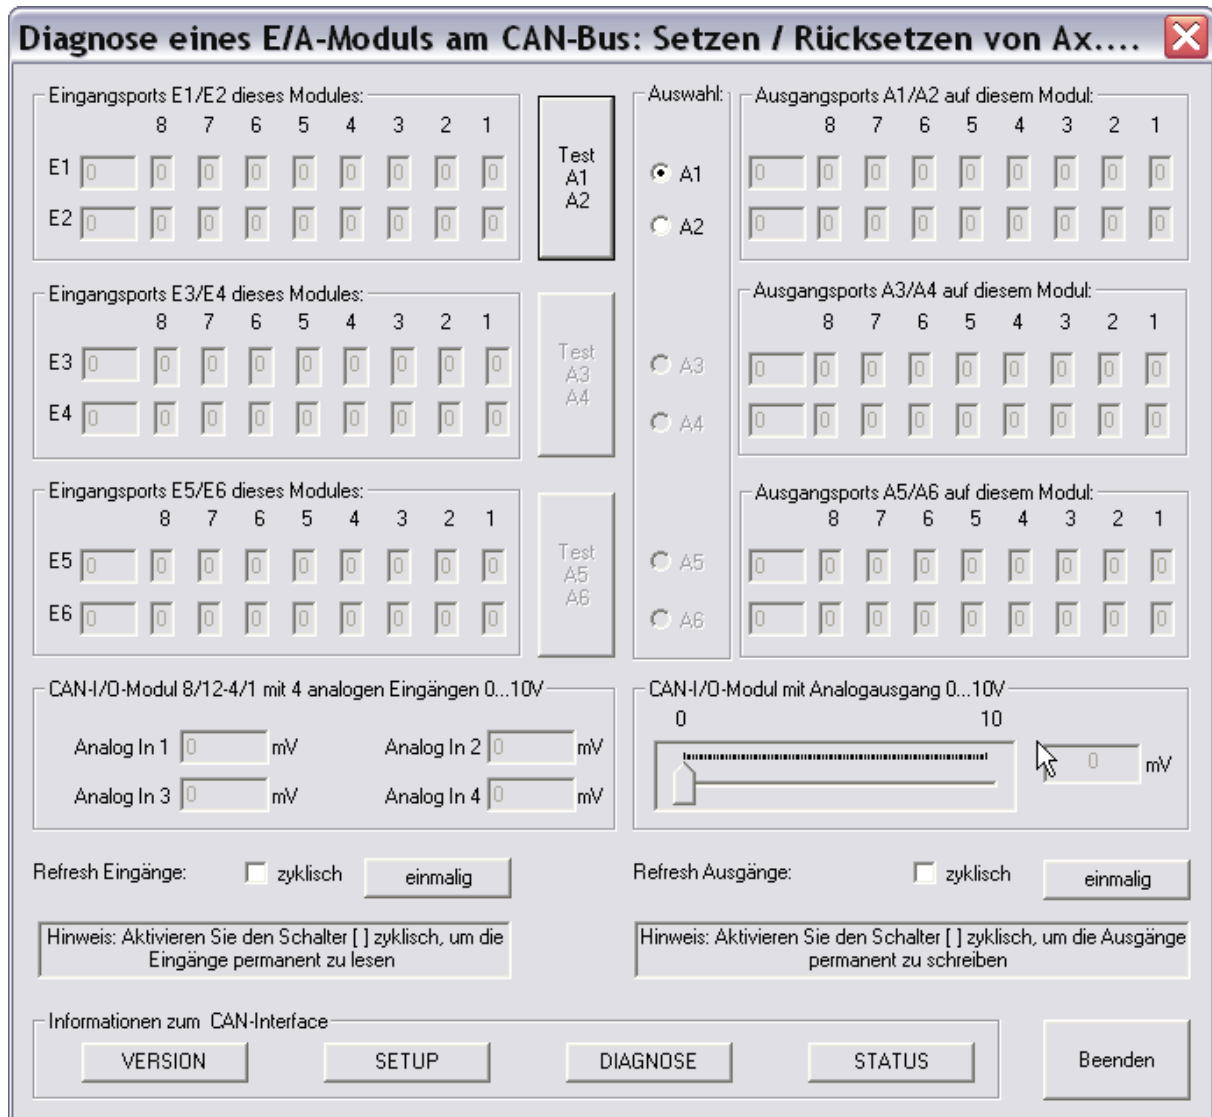 Diagnose eines E/A-Moduls am CAN-Bus: Setzen / Rücksetzen von Ax....
Eingangsports E1/E2 dieses Modules:
8 7 6 5 4 3 2 1
E1 0 0 0 0 0 0 0 0 0
E2 0 0 0 0 0 0 0 0 0
Test
A1
A2
Auswahl:
A1
A2
A3
A4
A5
A6
Ausgangsports A1/A2 auf diesem Modul:
8 7 6 5 4 3 2 1
0 0 0 0 0 0 0 0 0
0 0 0 0 0 0 0 0 0
Eingangsports E3/E4 dieses Modules:
8 7 6 5 4 3 2 1
E3 0 0 0 0 0 0 0 0 0
E4 0 0 0 0 0 0 0 0 0
Test
A3
A4
Ausgangsports A3/A4 auf diesem Modul:
8 7 6 5 4 3 2 1
0 0 0 0 0 0 0 0 0
0 0 0 0 0 0 0 0 0
Eingangsports E5/E6 dieses Modules:
8 7 6 5 4 3 2 1
E5 0 0 0 0 0 0 0 0 0
E6 0 0 0 0 0 0 0 0 0
Test
A5
A6
Ausgangsports A5/A6 auf diesem Modul:
8 7 6 5 4 3 2 1
0 0 0 0 0 0 0 0 0
0 0 0 0 0 0 0 0 0
CAN-I/O-Modul 8/12-4/1 mit 4 analogen Eingängen 0...10V
Analog In 1 0 mV Analog In 2 0 mV
Analog In 3 0 mV Analog In 4 0 mV
CAN-I/O-Modul mit Analogausgang 0...10V
0 10
0 mV
Refresh Eingänge: zyklisch einmalig
Refresh Ausgänge: zyklisch einmalig
Hinweis: Aktivieren Sie den Schalter [ ] zyklisch, um die
Eingänge permanent zu lesen
Hinweis: Aktivieren Sie den Schalter [ ] zyklisch, um die Ausgänge
permanent zu schreiben
Informationen zum CAN-Interface
VERSION SETUP DIAGNOSE STATUS
Beenden